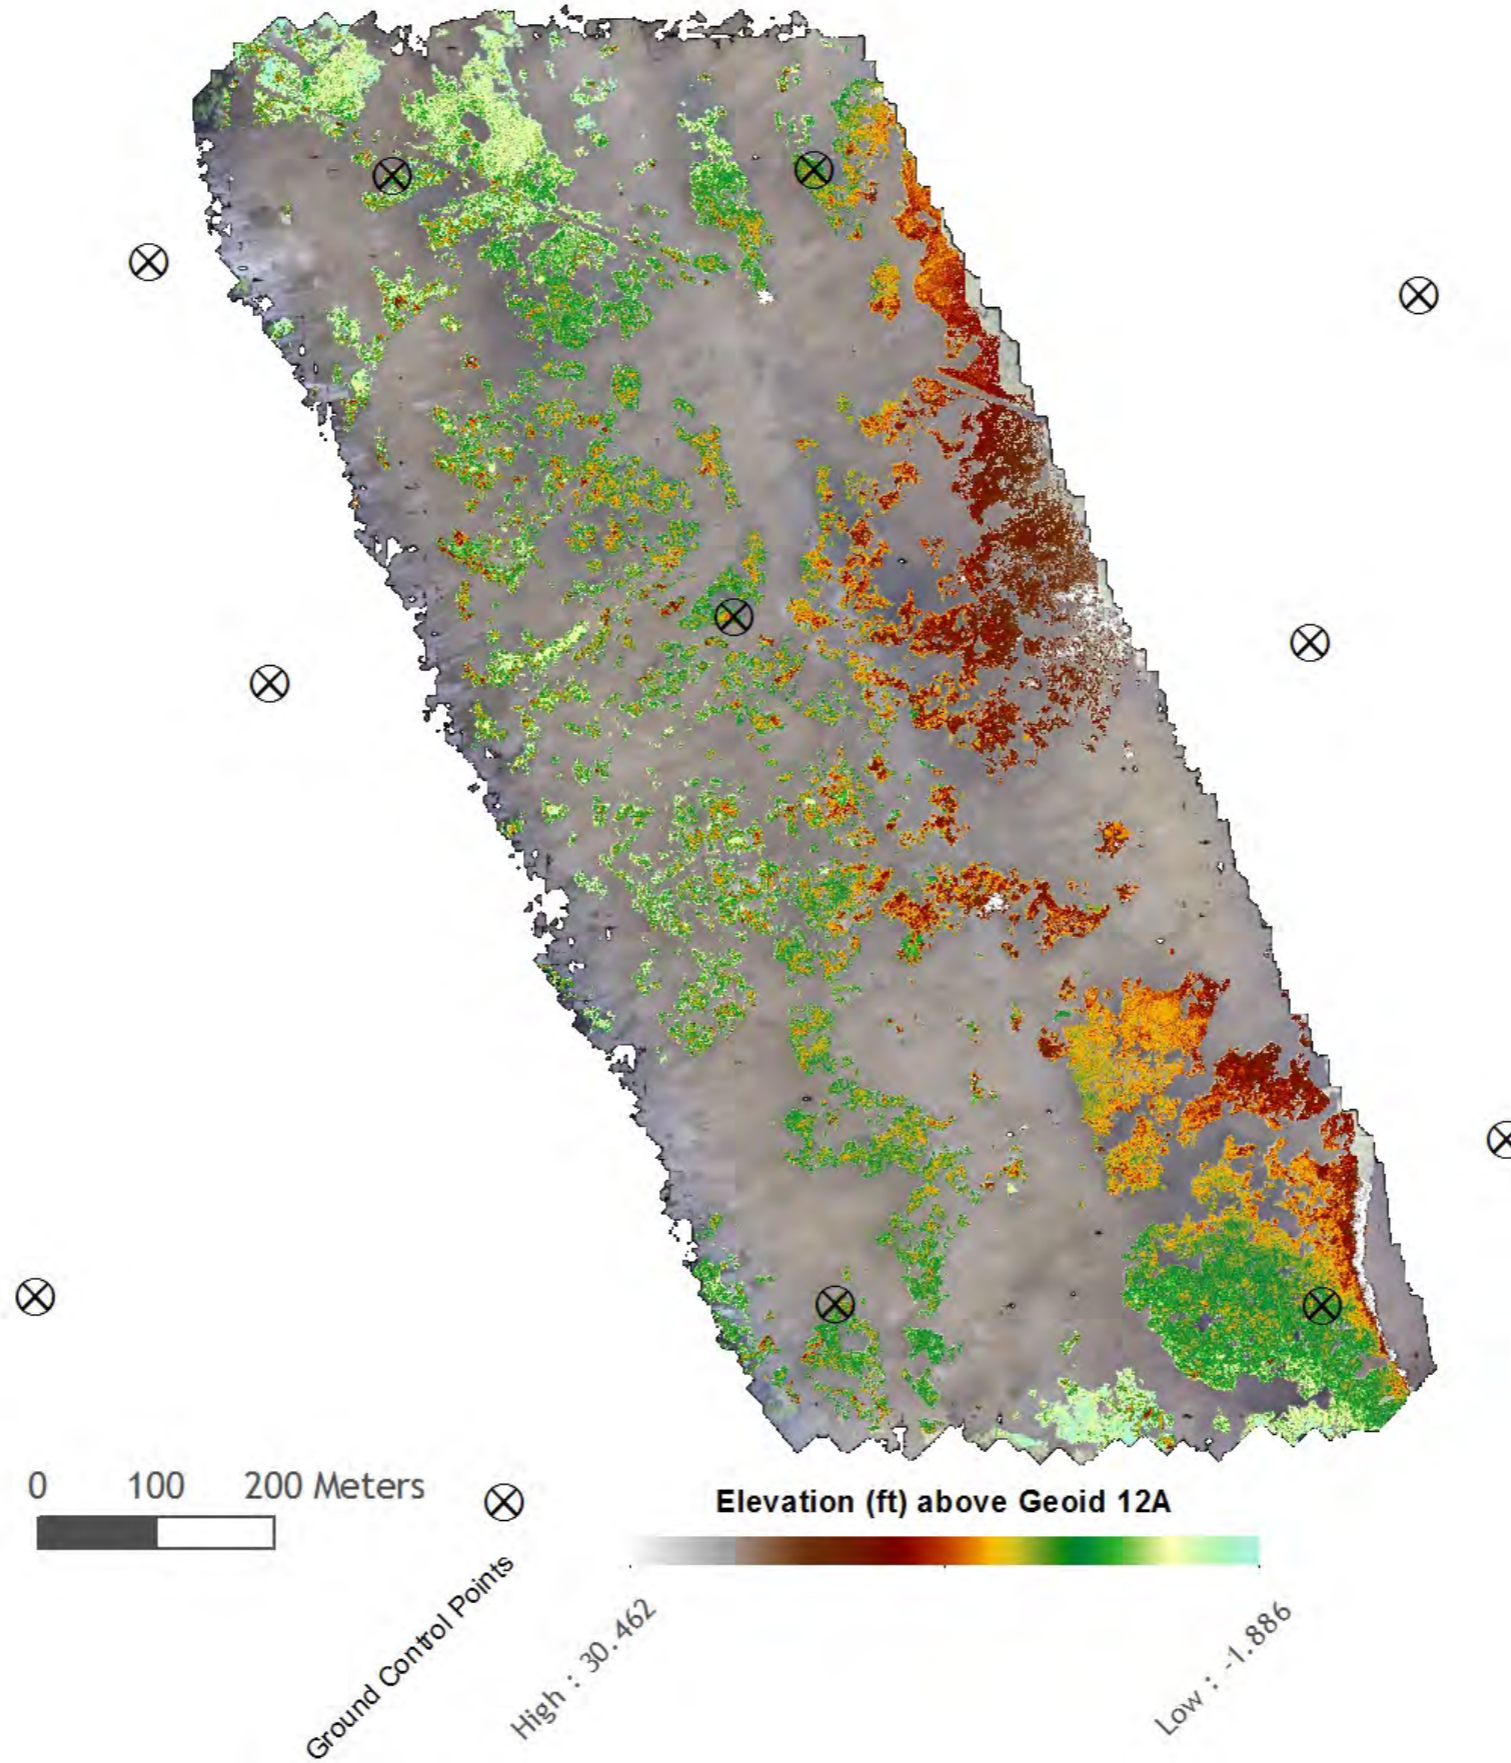 0 100 200 Meters
Elevation (ft) above Geoid 12A
Ground Control Points
High : 30.462
Low : -1.886